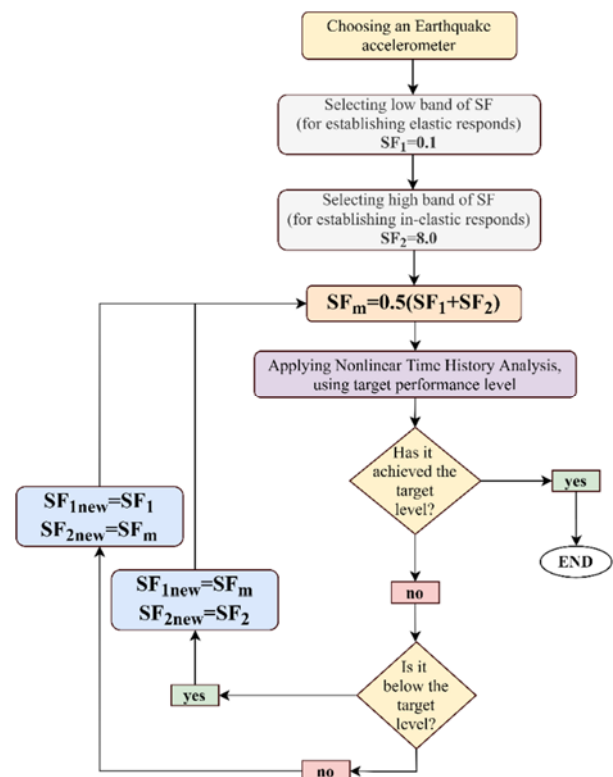 Choosing an Earthquake
accelerometer
Selecting low band of SF
(for establishing elastic responds)
SF₁=0.1
Selecting high band of SF
(for establishing in-elastic responds)
SF₂=8.0
SFₘ=0.5(SF₁+SF₂)
Applying Nonlinear Time History Analysis,
using target performance level
Has it
achieved the
target
level?
yes
END
no
Is it
below the
target
level?
yes
SF₁new=SFₘ
SF₂new=SF₂
no
SF₁new=SF₁
SF₂new=SFₘ